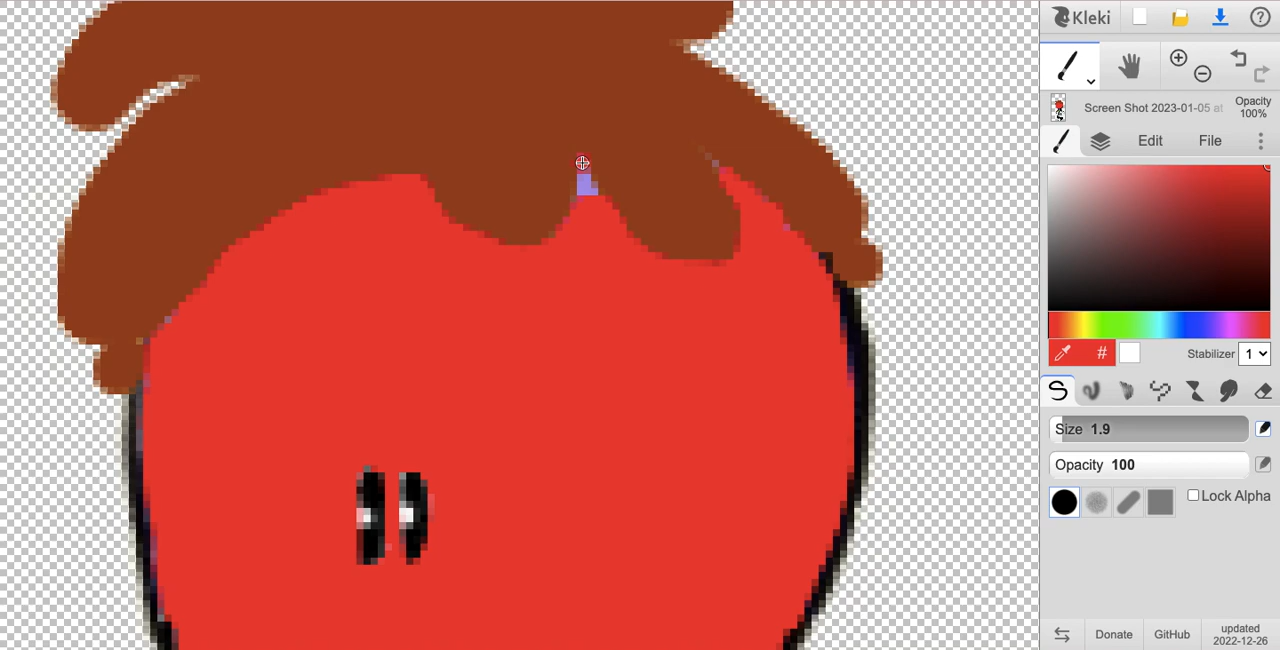 Kleki
Screen Shot 2023-01-05 at
Opacity
100%
Edit
File
#
Stabilizer
1
Size 1.9
Opacity 100
Lock Alpha
Donate
GitHub
updated
2022-12-26